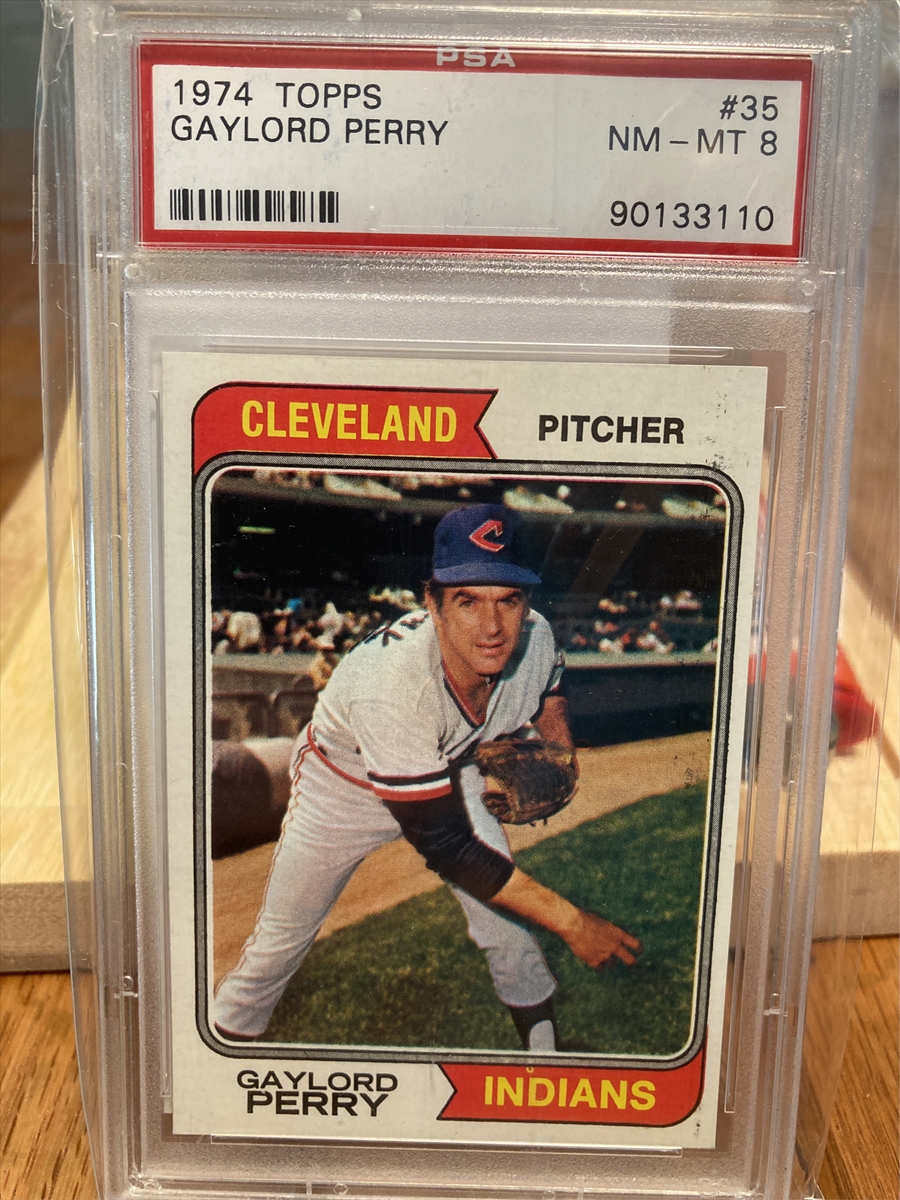 PSA
1974 TOPPS #35
GAYLORD PERRY NM - MT 8
90133110
CLEVELAND PITCHER
C
GAYLORD
PERRY
INDIANS